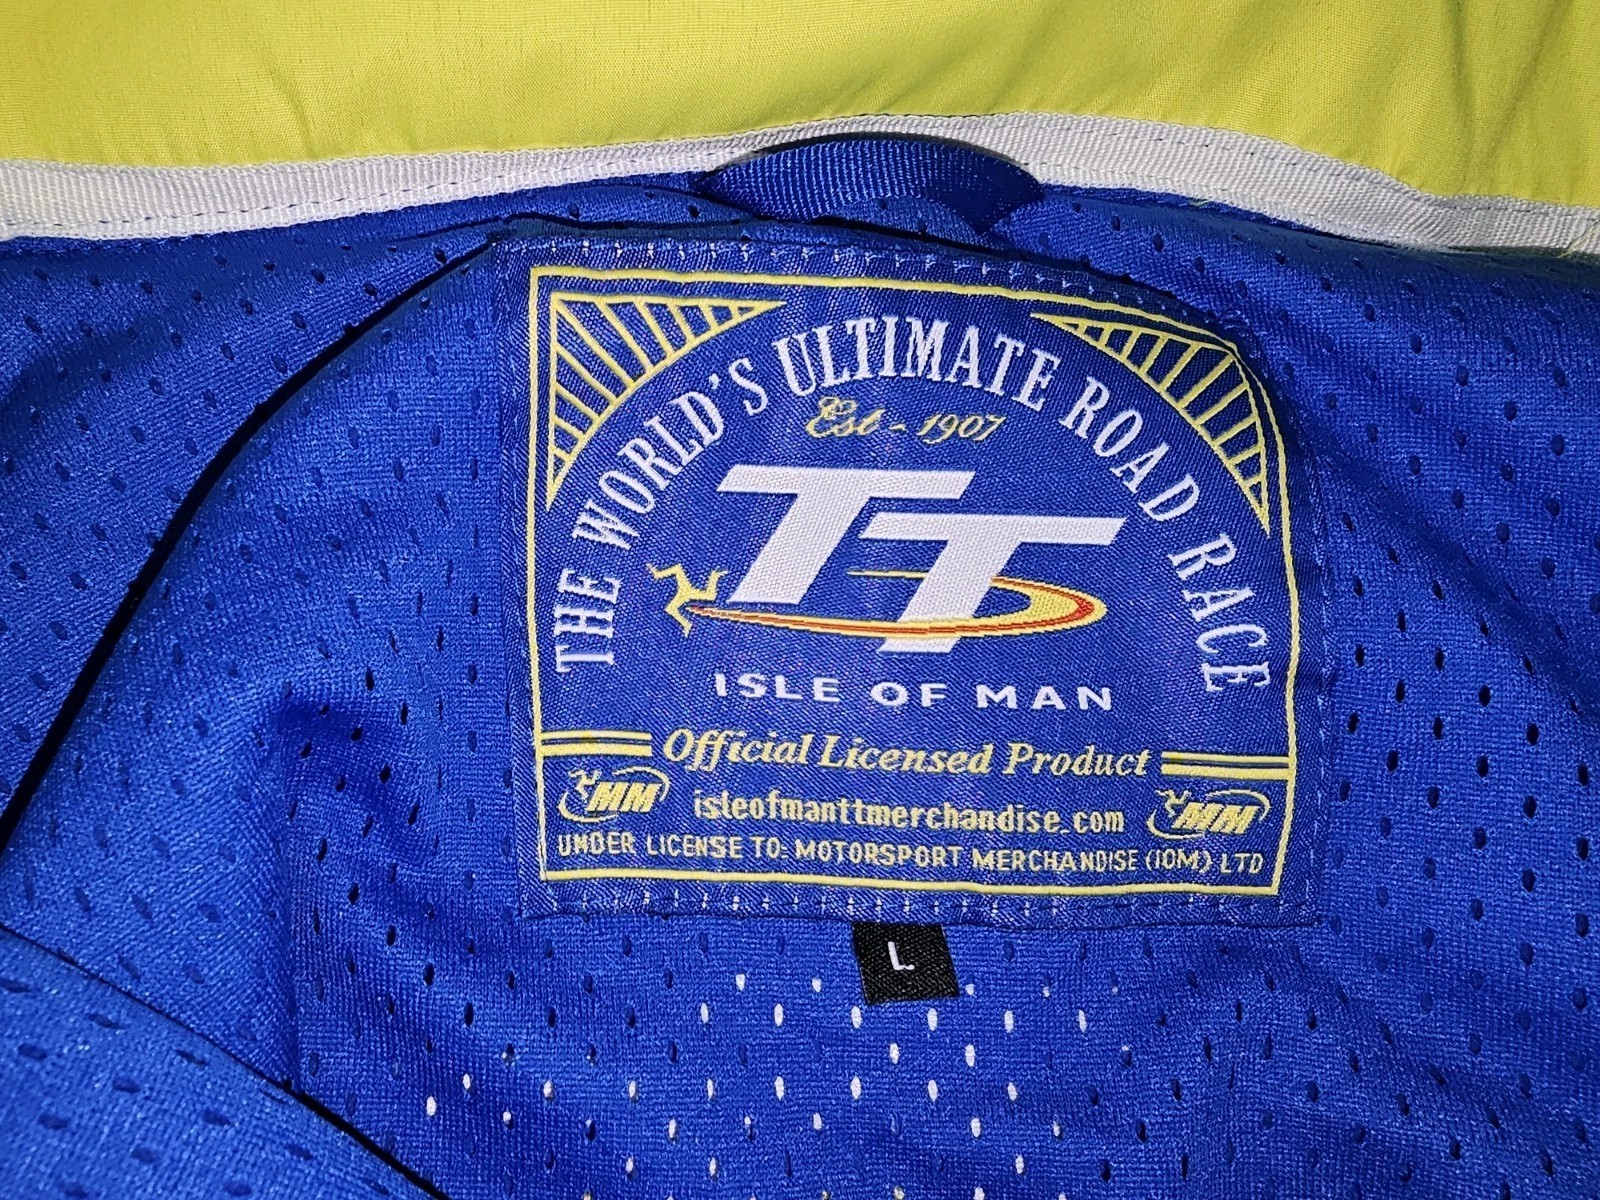 THE WORLD'S ULTIMATE ROAD RACE
Est - 1907
TT
ISLE OF MAN
Official Licensed Product
MM isleofmanttmerchandise.com MM
UNDER LICENSE TO: MOTORSPORT MERCHANDISE (IOM) LTD
L